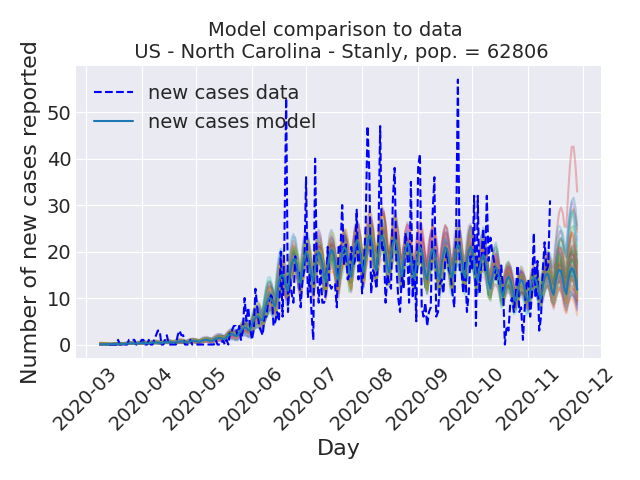 Model comparison to data
US - North Carolina - Stanly, pop. = 62806
Number of new cases reported
50
40
30
20
10
0
new cases data
new cases model
2020-03
2020-04
2020-05
2020-06
2020-07
2020-08
2020-09
2020-10
2020-11
2020-12
Day